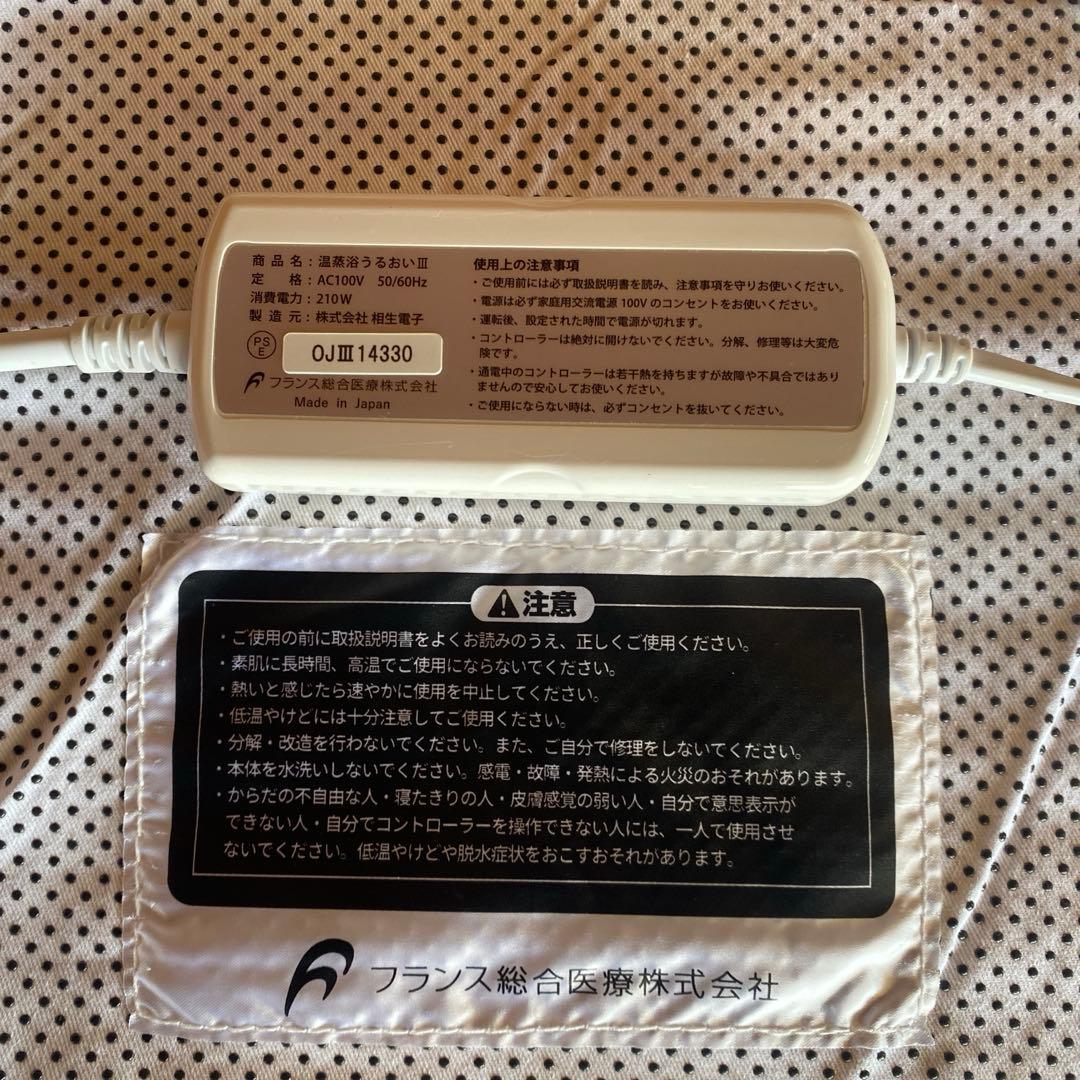 商品名：温蒸浴うるおいⅢ
定　　格：AC100V　50/60Hz
消費電力：210W
製造元：株式会社 相生電子
PS
E
OJⅢ14330
フランス総合医療株式会社
Made in Japan
使用上の注意事項
・ご使用前には必ず取扱説明書を読み、注意事項を守りお使いください。
・電源は必ず家庭用交流電源 100V のコンセントをお使いください。
・運転後、設定された時間で電源が切れます。
・コントローラーは絶対に開けないでください。分解、修理等は大変危
険です。
・通電中のコントローラーは若干熱を持ちますが故障や不具合ではあり
ませんので安心してお使いください。
・ご使用にならない時は、必ずコンセントを抜いてください。
注意
・ご使用の前に取扱説明書をよくお読みのうえ、正しくご使用ください。
・素肌に長時間、高温でご使用にならないでください。
・熱いと感じたら速やかに使用を中止してください。
・低温やけどには十分注意してご使用ください。
・分解・改造を行わないでください。また、ご自分で修理をしないでください。
・本体を水洗いしないでください。感電・故障・発熱による火災のおそれがあります。
・からだの不自由な人・寝たきりの人・皮膚感覚の弱い人・自分で意思表示が
できない人・自分でコントローラーを操作できない人には、一人で使用させ
ないでください。低温やけどや脱水症状をおこすおそれがあります。
フランス総合医療株式会社